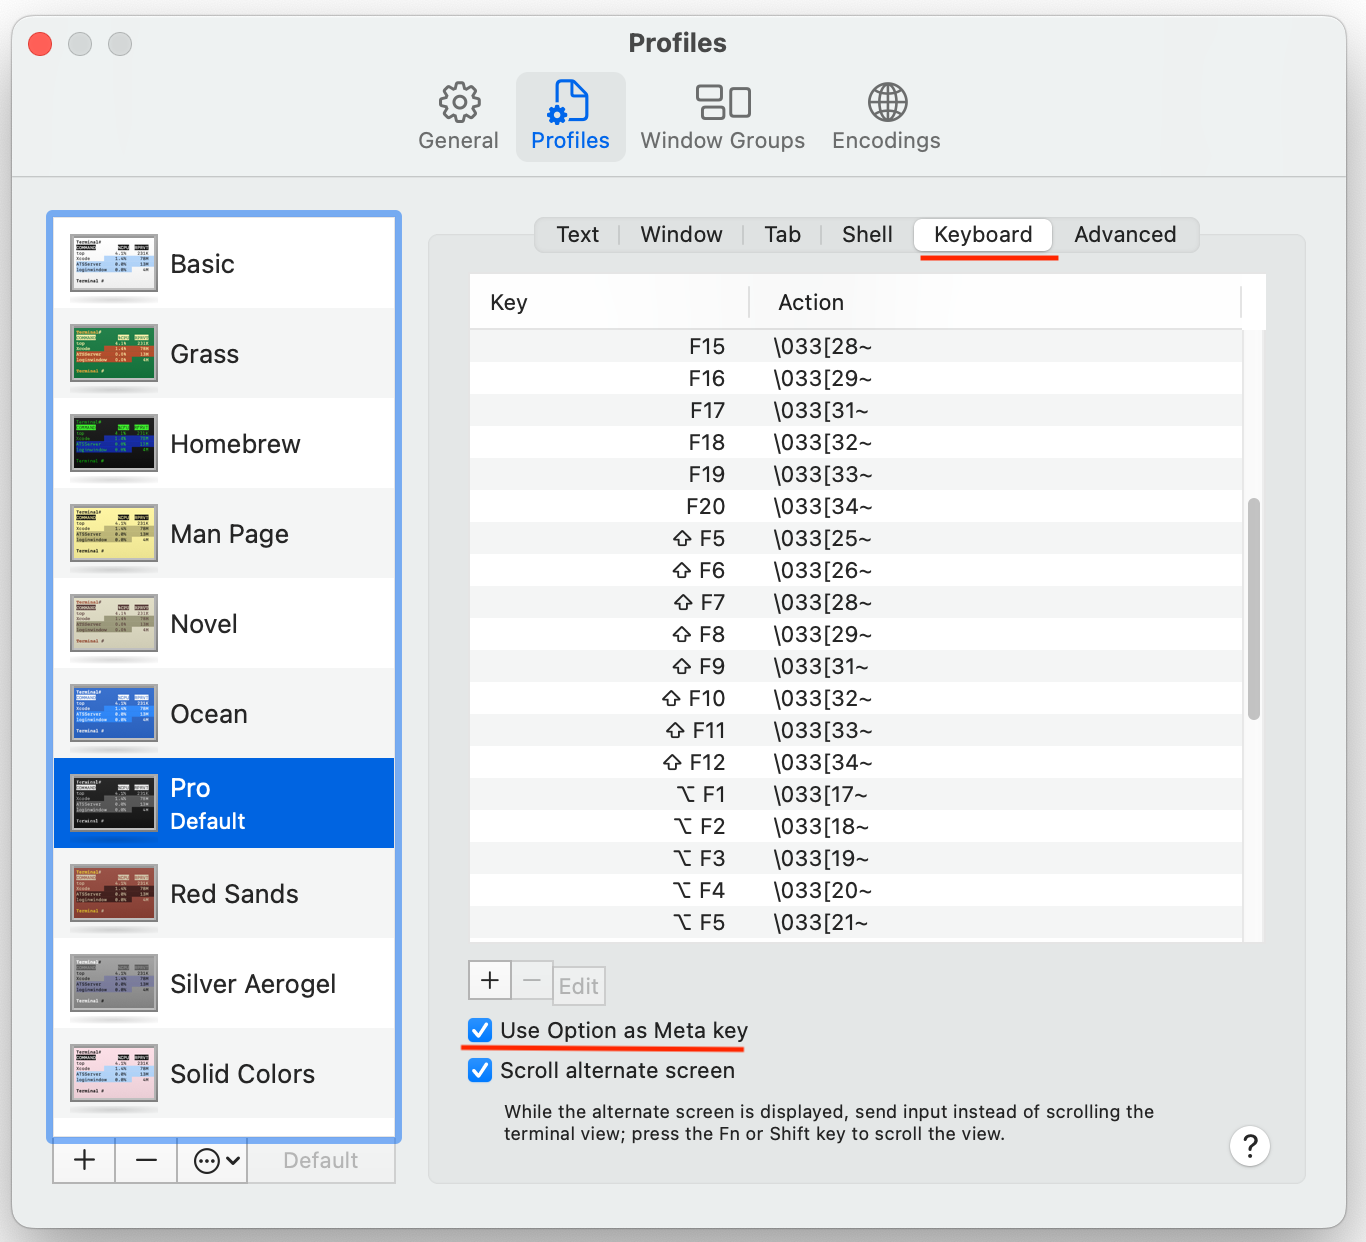 Profiles
General
Profiles
Window Groups
Encodings
Basic
Grass
Homebrew
Man Page
Novel
Ocean
Pro
Default
Red Sands
Silver Aerogel
Solid Colors
Default
Text
Window
Tab
Shell
Keyboard
Advanced
Key Action
F15 \033[28~
F16 \033[29~
F17 \033[31~
F18 \033[32~
F19 \033[33~
F20 \033[34~
⇧ F5 \033[25~
⇧ F6 \033[26~
⇧ F7 \033[28~
⇧ F8 \033[29~
⇧ F9 \033[31~
⇧ F10 \033[32~
⇧ F11 \033[33~
⇧ F12 \033[34~
⌥ F1 \033[17~
⌥ F2 \033[18~
⌥ F3 \033[19~
⌥ F4 \033[20~
⌥ F5 \033[21~
Edit
Use Option as Meta key
Scroll alternate screen
While the alternate screen is displayed, send input instead of scrolling the
terminal view; press the Fn or Shift key to scroll the view.
?